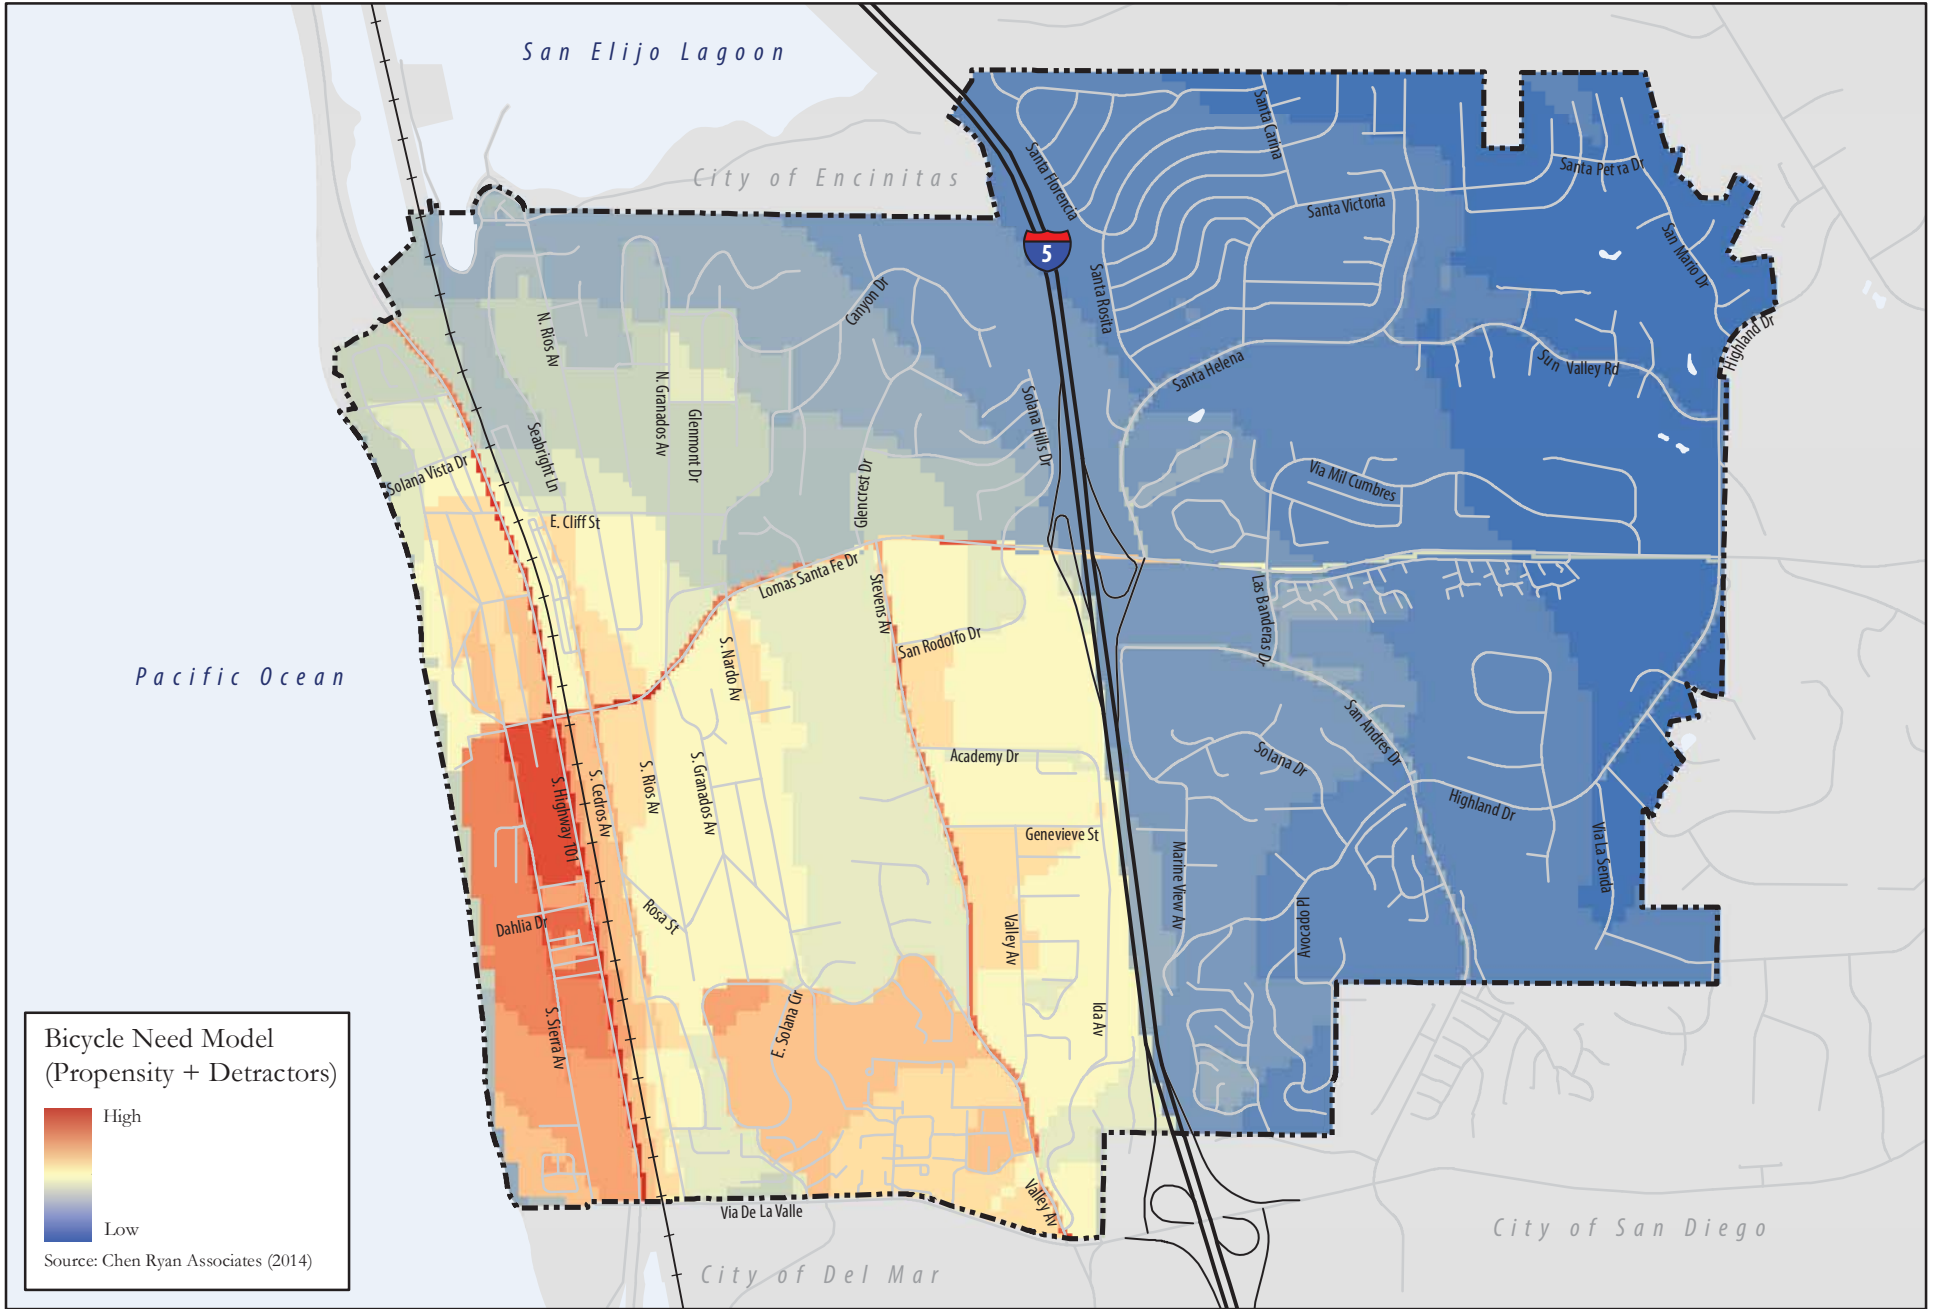 San Elijo Lagoon
City of Encinitas
Santa Carina
Santa Florencia
Santa Petra Dr
Santa Victoria
San Mario Dr
5
Santa Rosita
Canyon Dr
N. Rios Av
Highland Dr
Sun Valley Rd
Santa Helena
N. Granados Av
Glenmont Dr
Solana Hills Dr
Seabright Ln
Solana Vista Dr
Glencrest Dr
Via Mil Cumbres
E. Cliff St
Lomas Santa Fe Dr
Stevens Av
Las Banderas Dr
San Rodolfo Dr
S. Nardo Av
Pacific Ocean
San Andres Dr
Academy Dr
Solana Dr
S. Highway 101
S. Cedros Av
S. Rios Av
S. Granados Av
Highland Dr
Genevieve St
Via La Senda
Marine View Av
Rosa St
Dahlia Dr
Valley Av
Avocado Pl
Ida Av
E. Solana Cir
S. Sierra Av
Bicycle Need Model
(Propensity + Detractors)
High
Low
Source: Chen Ryan Associates (2014)
Valley Av
Via De La Valle
City of San Diego
City of Del Mar